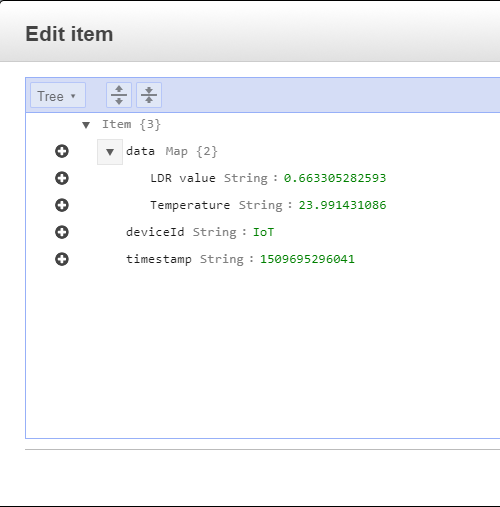 Edit item
Tree
Item {3}
data Map {2}
LDR value String : 0.663305282593
Temperature String : 23.991431086
deviceId String : IoT
timestamp String : 1509695296041